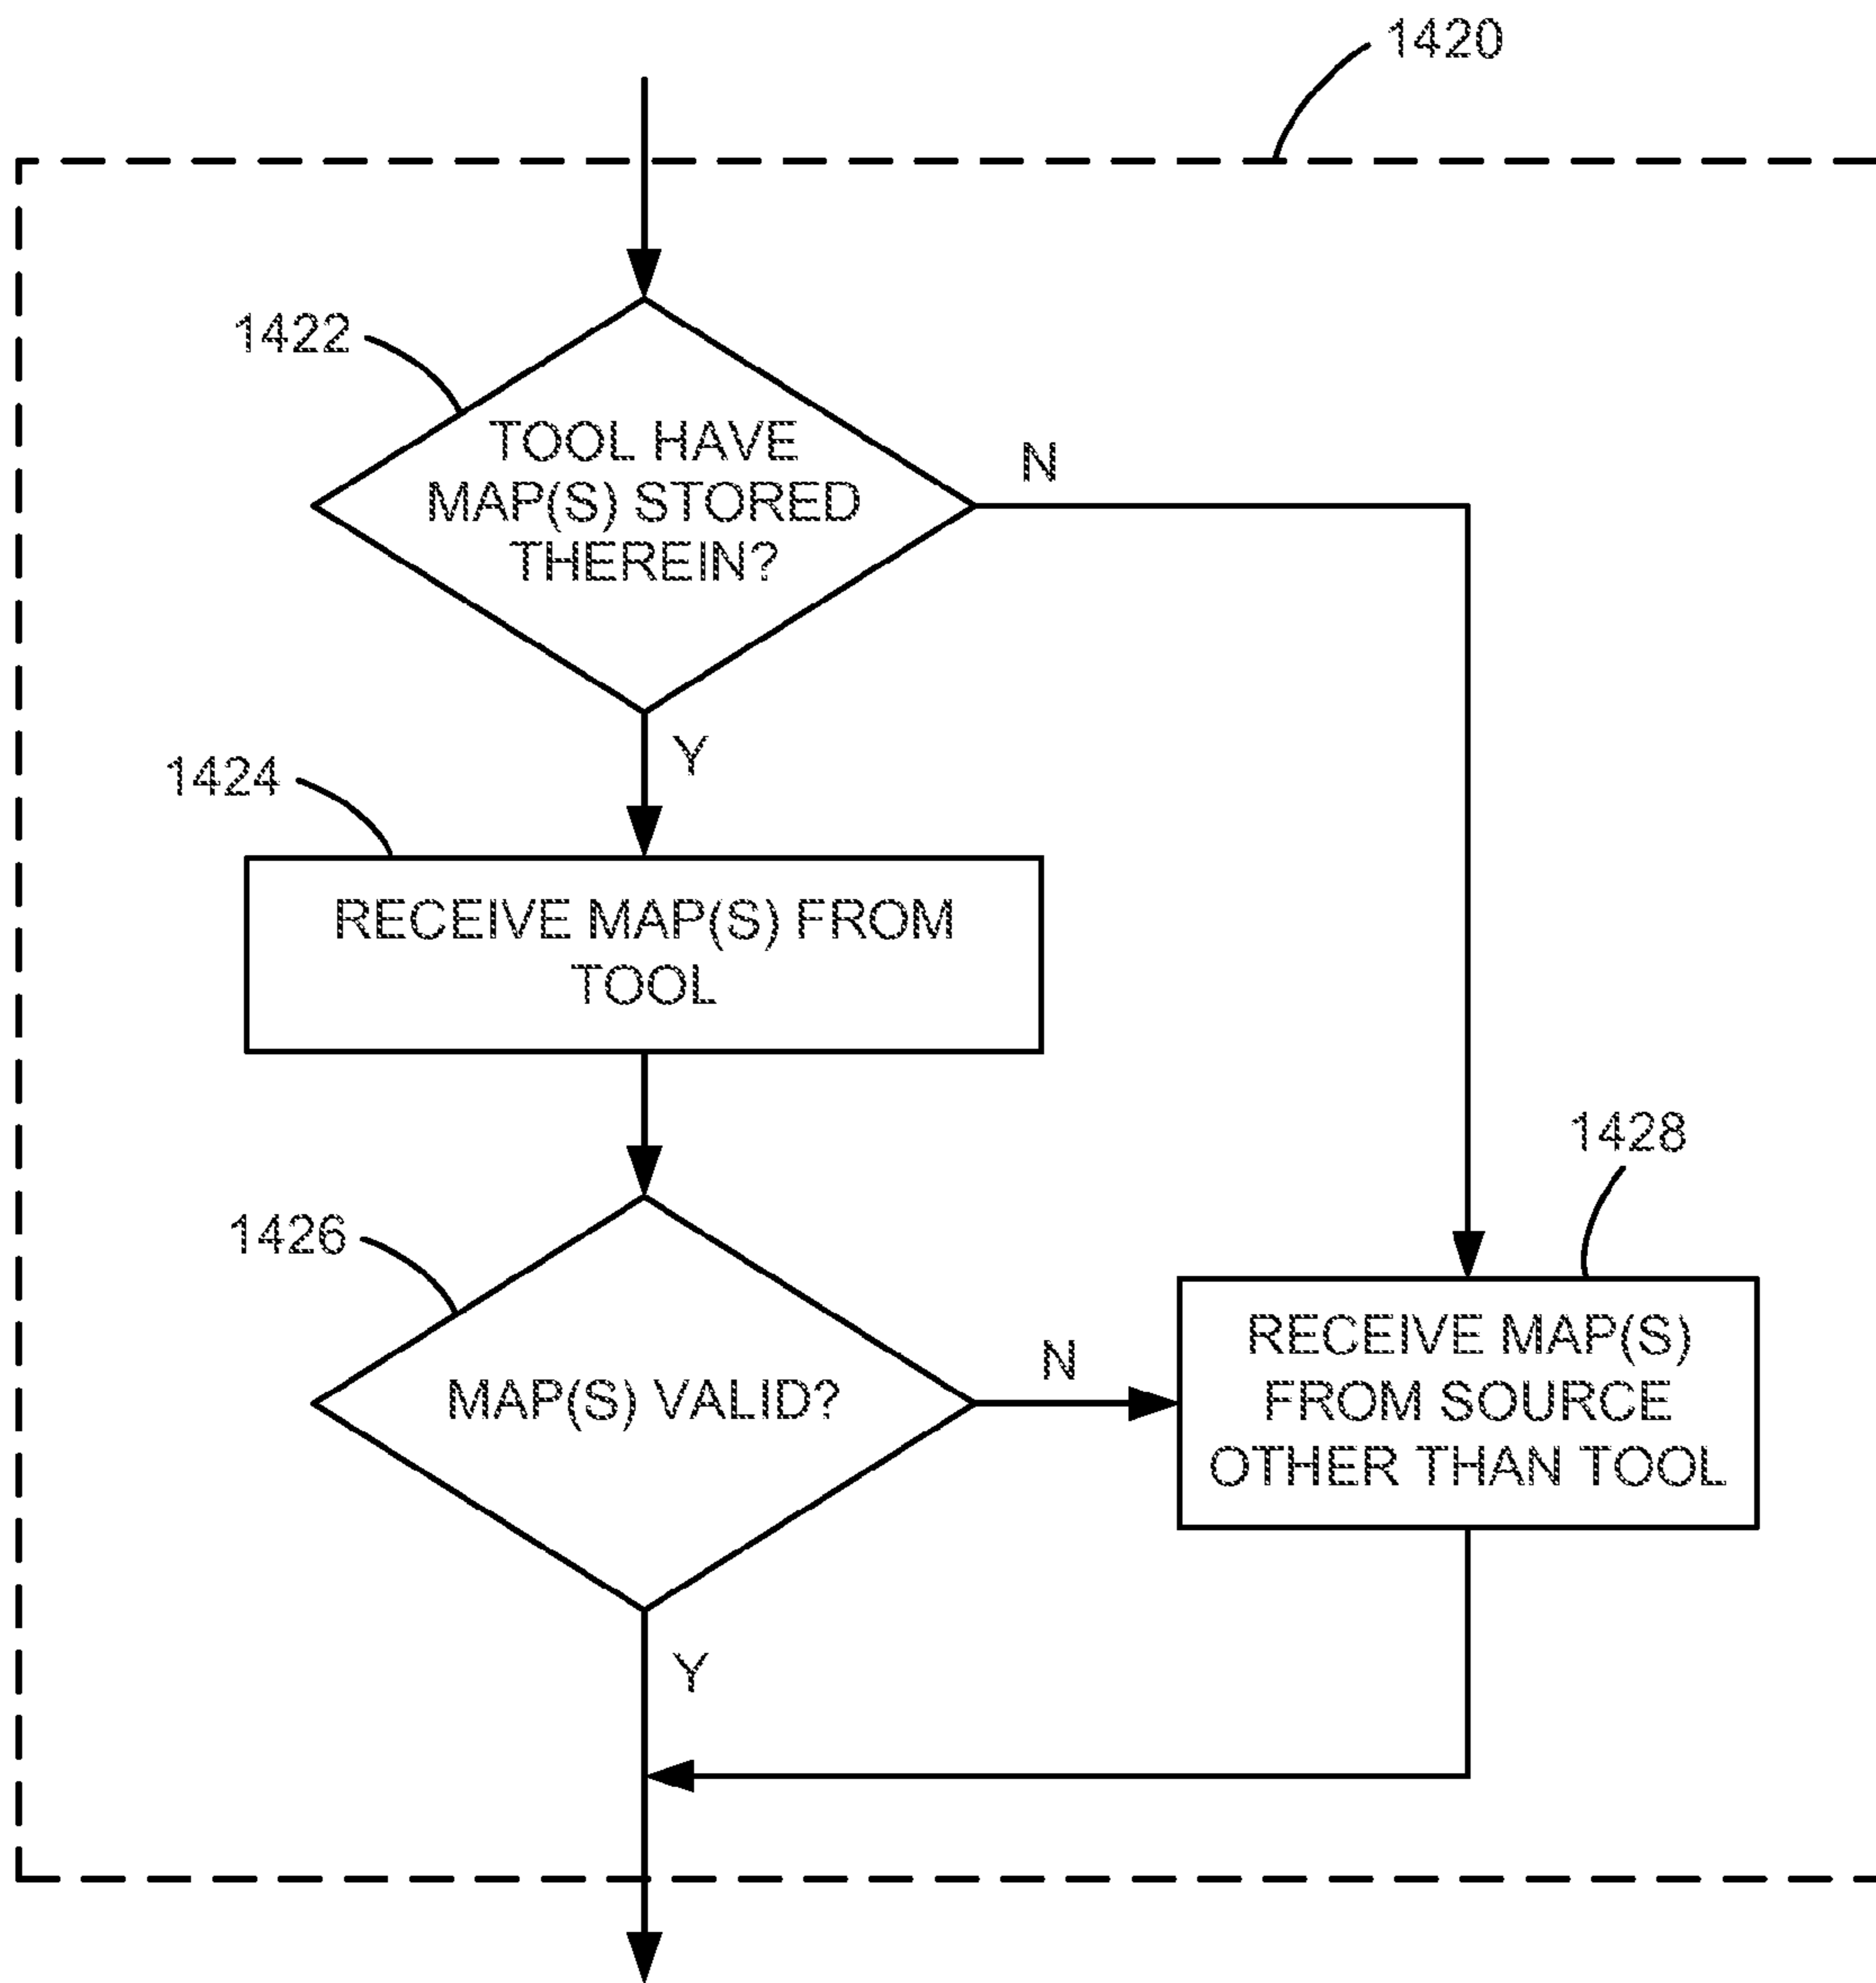 1420
1422
TOOL HAVE
MAP(S) STORED
THEREIN?
N
Y
1424
RECEIVE MAP(S) FROM
TOOL
1428
1426
MAP(S) VALID?
N
RECEIVE MAP(S)
FROM SOURCE
OTHER THAN TOOL
Y